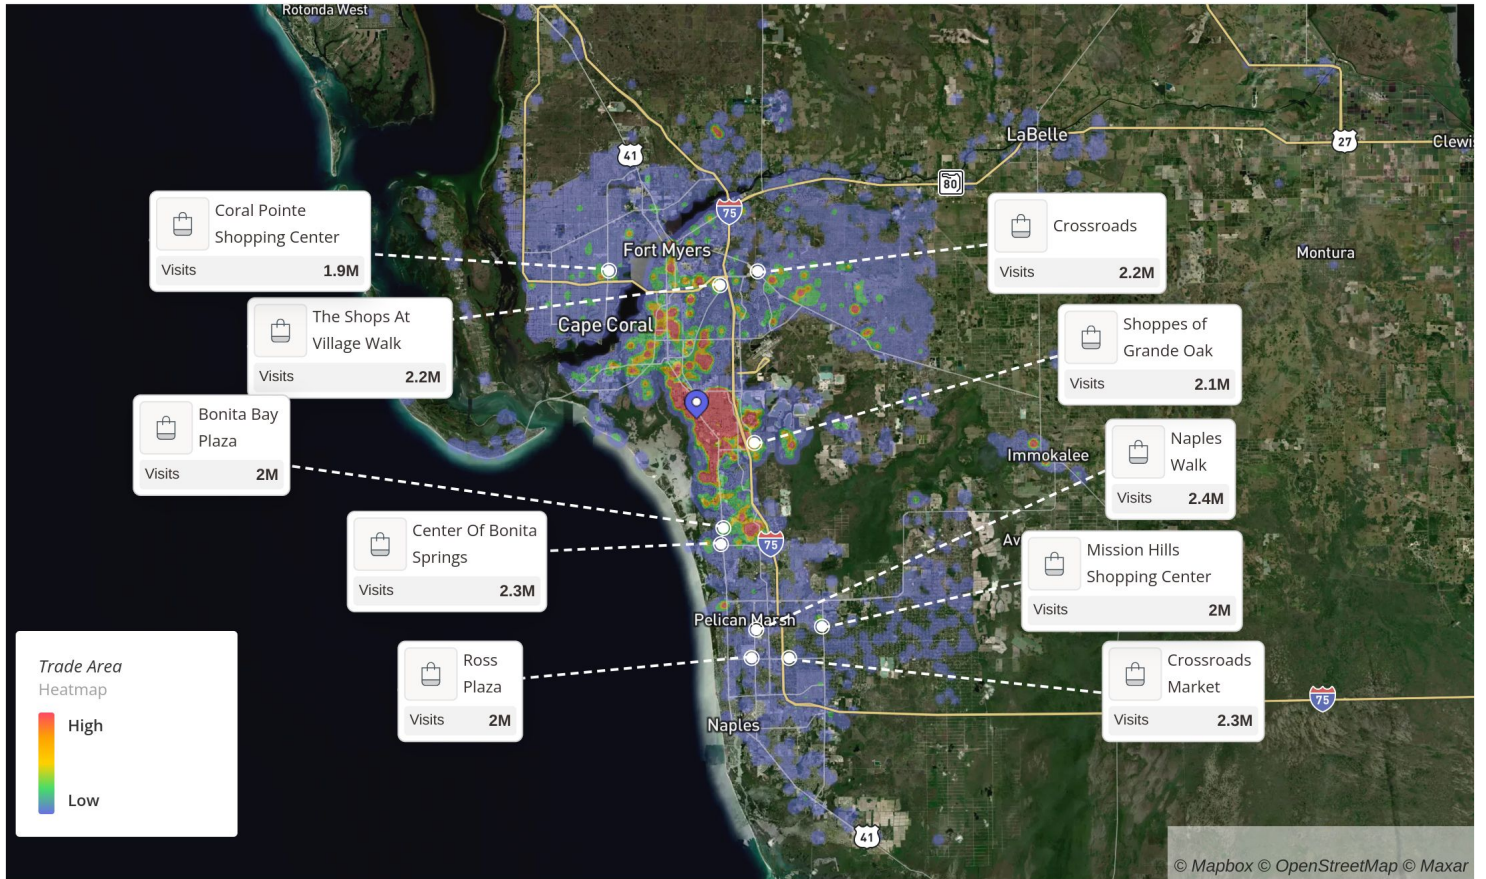 Rotonda West
41
LaBelle
27
Clewi
80
75
Coral Pointe
Shopping Center
Visits 1.9M
Fort Myers
Crossroads
Visits 2.2M
Montura
The Shops At
Village Walk
Visits 2.2M
Cape Coral
Shoppes of
Grande Oak
Visits 2.1M
Bonita Bay
Plaza
Visits 2M
Immokalee
Naples
Walk
Visits 2.4M
Center Of Bonita
Springs
Visits 2.3M
75
Av
Mission Hills
Shopping Center
Visits 2M
Pelican Marsh
Ross
Plaza
Visits 2M
Crossroads
Market
Visits 2.3M
75
Naples
41
Trade Area
Heatmap
High
Low
© Mapbox © OpenStreetMap © Maxar